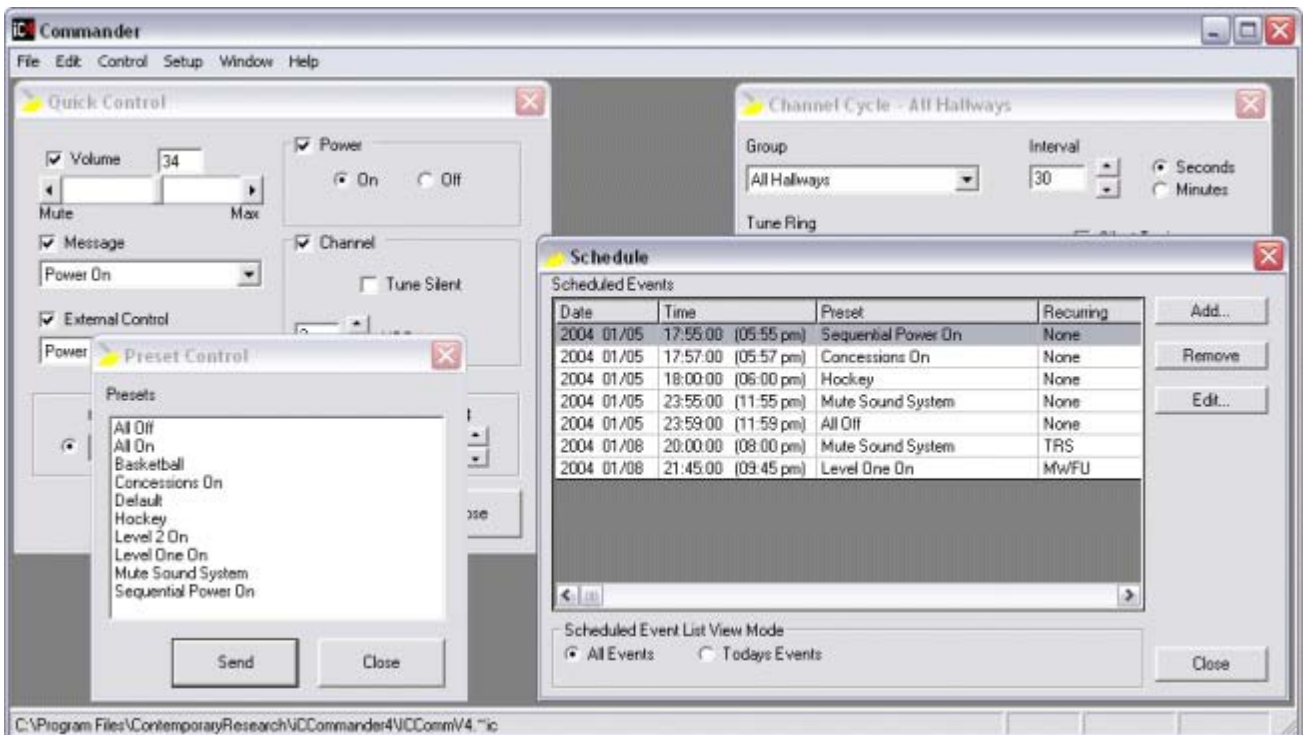 iC Commander
File Edit Control Setup Window Help
Quick Control
Volume 34
Mute Max
Message
Power On
External Control
Power
Power
On Off
Channel
Tune Silent
Channel Cycle - All Hallways
Group
All Hallways
Interval
30
Seconds
Minutes
Tune Ring
Preset Control
Presets
All Off
All On
Basketball
Concessions On
Default
Hockey
Level 2 On
Level One On
Mute Sound System
Sequential Power On
Send Close
Schedule
Scheduled Events
Date Time Preset Recurring
2004 01/05 17:55:00 (05:55 pm) Sequential Power On None
2004 01/05 17:57:00 (05:57 pm) Concessions On None
2004 01/05 18:00:00 (06:00 pm) Hockey None
2004 01/05 23:55:00 (11:55 pm) Mute Sound System None
2004 01/05 23:59:00 (11:59 pm) All Off None
2004 01/08 20:00:00 (08:00 pm) Mute Sound System TRS
2004 01/08 21:45:00 (09:45 pm) Level One On MWFU
Add...
Remove
Edit...
Scheduled Event List View Mode
All Events Todays Events
Close